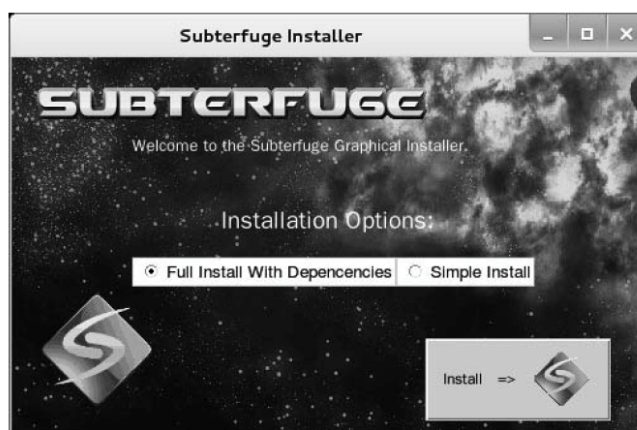 Subterfuge Installer
SUBTERFUGE
Welcome to the Subterfuge Graphical Installer.
Installation Options:
Full Install With Depencencies Simple Install
Install =>